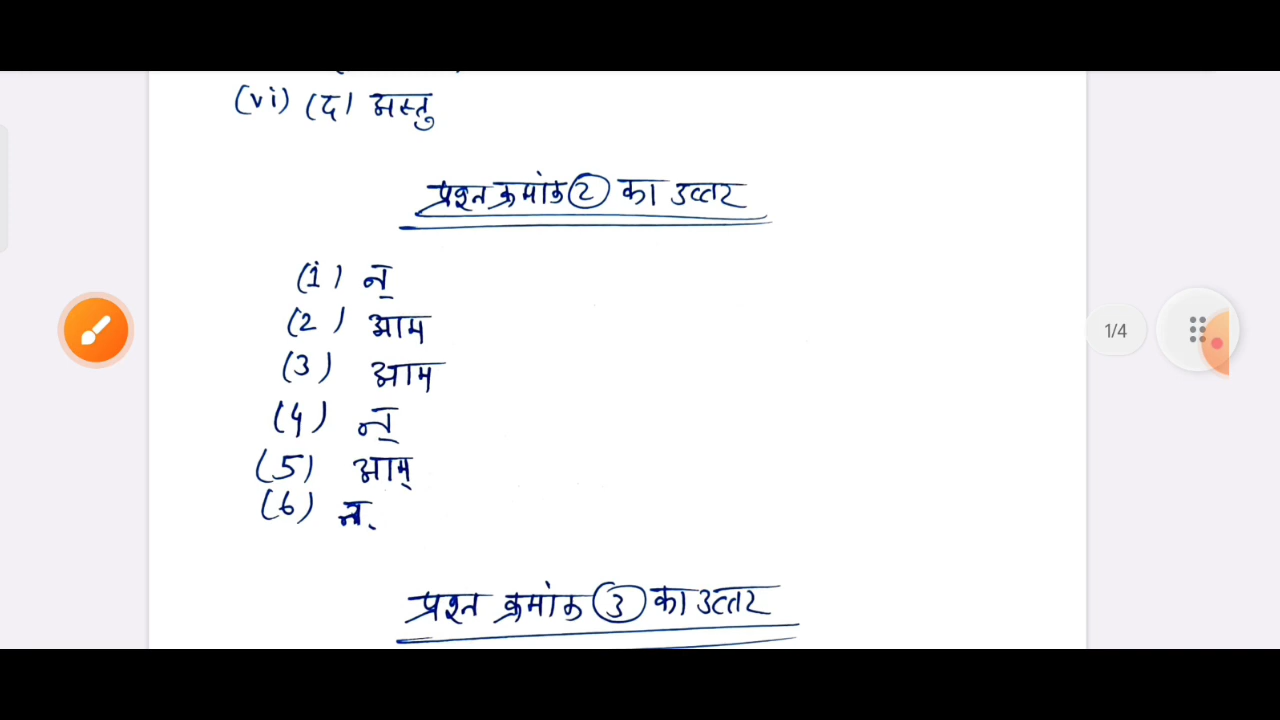 (vi) (द) अस्तु
प्रश्न क्रमांक ② का उत्तर
(i) न्
(2) आम
(3) आम
(4) न्
(5) आम्
(6) न.
प्रश्न क्रमांक ③ का उत्तर
1/4